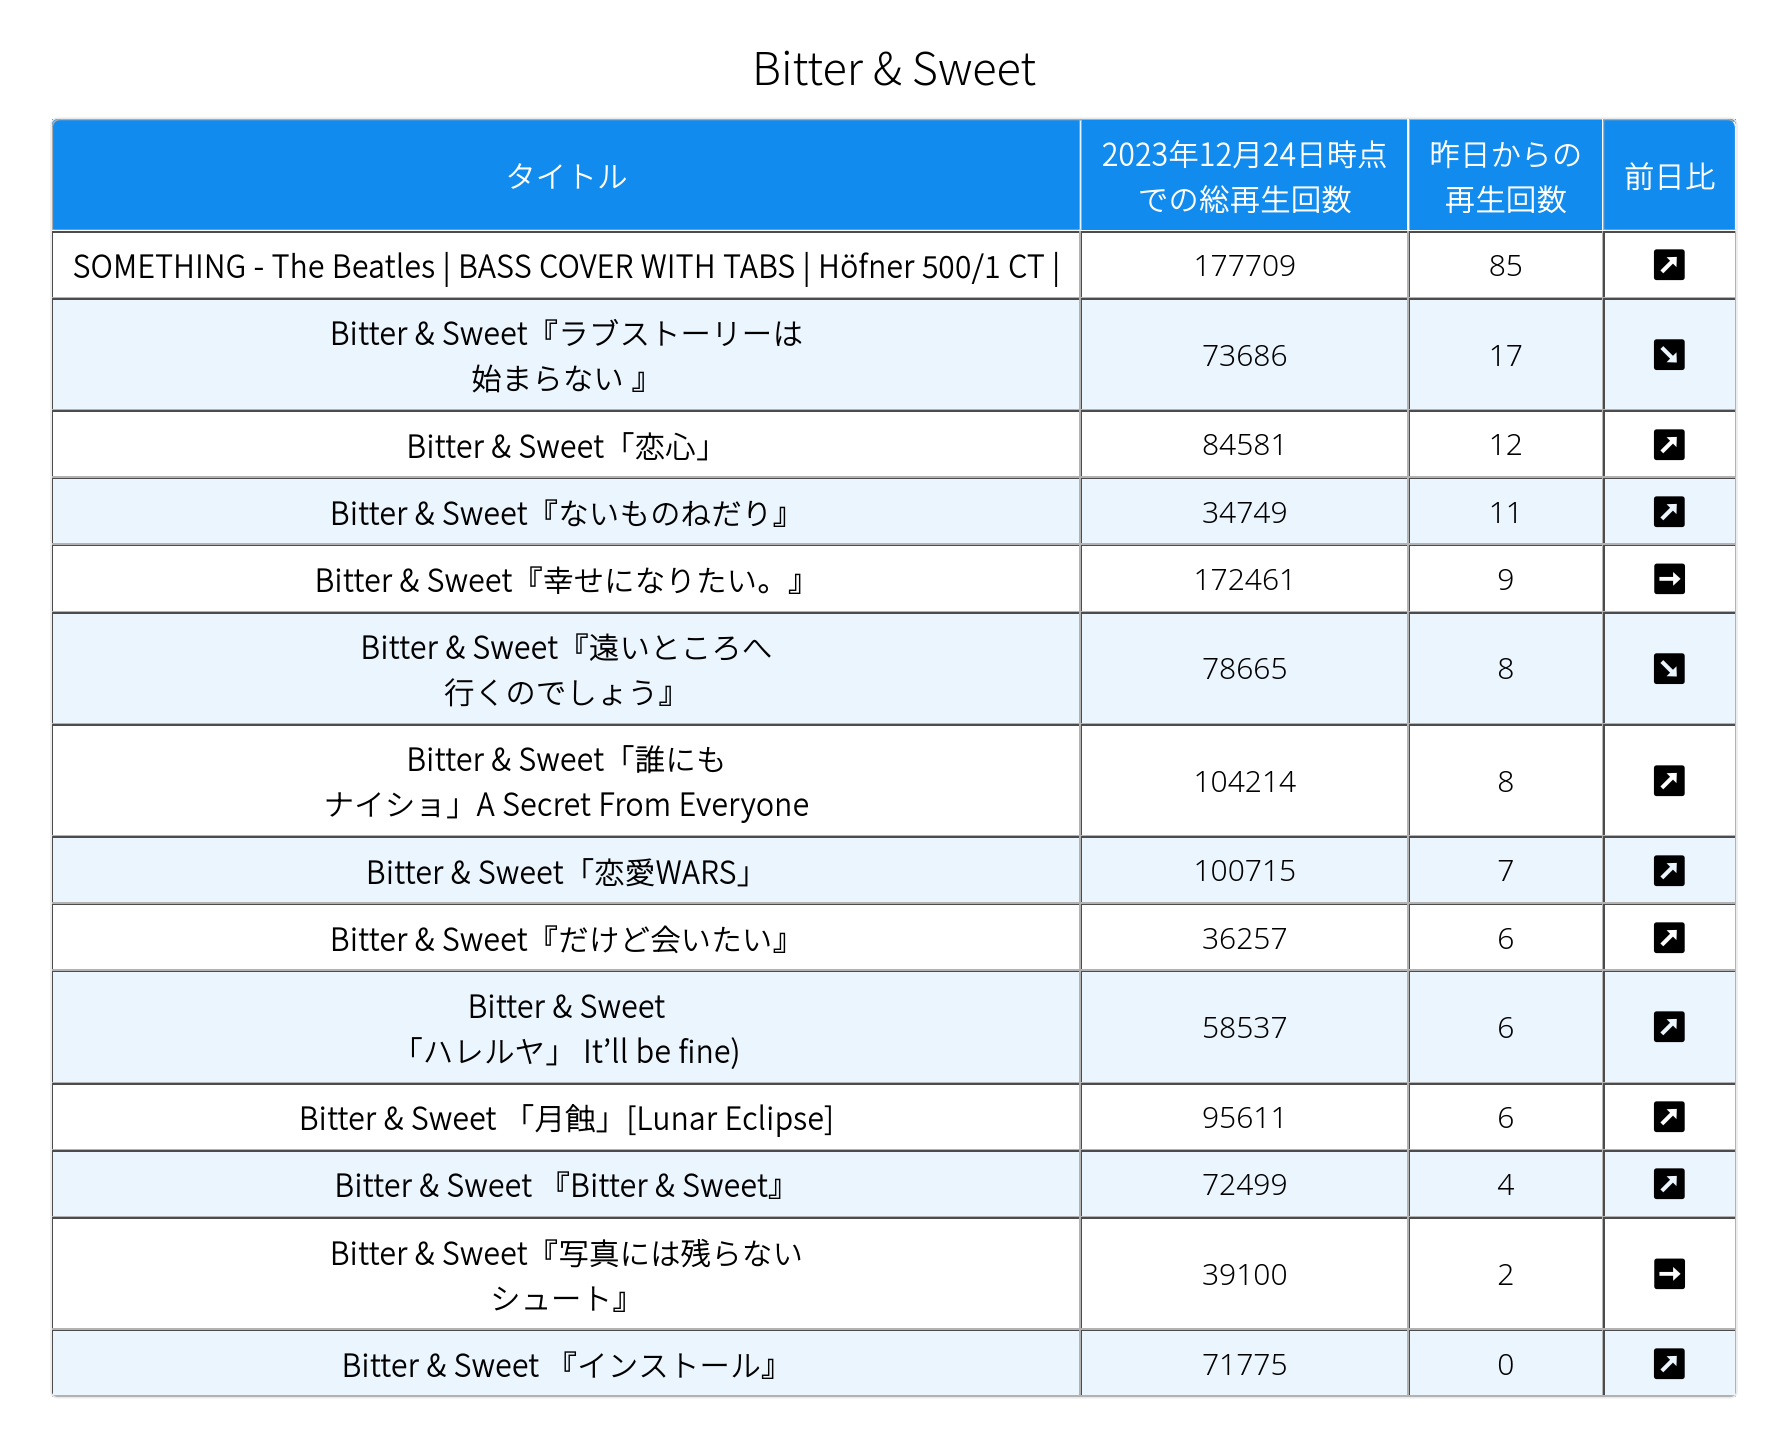 Bitter & Sweet
タイトル
2023年12月24日時点
での総再生回数
昨日からの
再生回数
前日比
SOMETHING - The Beatles | BASS COVER WITH TABS | Höfner 500/1 CT |
177709
85
Bitter & Sweet『ラブストーリーは
始まらない 』
73686
17
Bitter & Sweet「恋心」
84581
12
Bitter & Sweet『ないものねだり』
34749
11
Bitter & Sweet『幸せになりたい。』
172461
9
Bitter & Sweet『遠いところへ
行くのでしょう』
78665
8
Bitter & Sweet「誰にも
ナイショ」A Secret From Everyone
104214
8
Bitter & Sweet「恋愛WARS」
100715
7
Bitter & Sweet『だけど会いたい』
36257
6
Bitter & Sweet
「ハレルヤ」 It’ll be fine)
58537
6
Bitter & Sweet 「月蝕」[Lunar Eclipse]
95611
6
Bitter & Sweet 『Bitter & Sweet』
72499
4
Bitter & Sweet『写真には残らない
シュート』
39100
2
Bitter & Sweet 『インストール』
71775
0